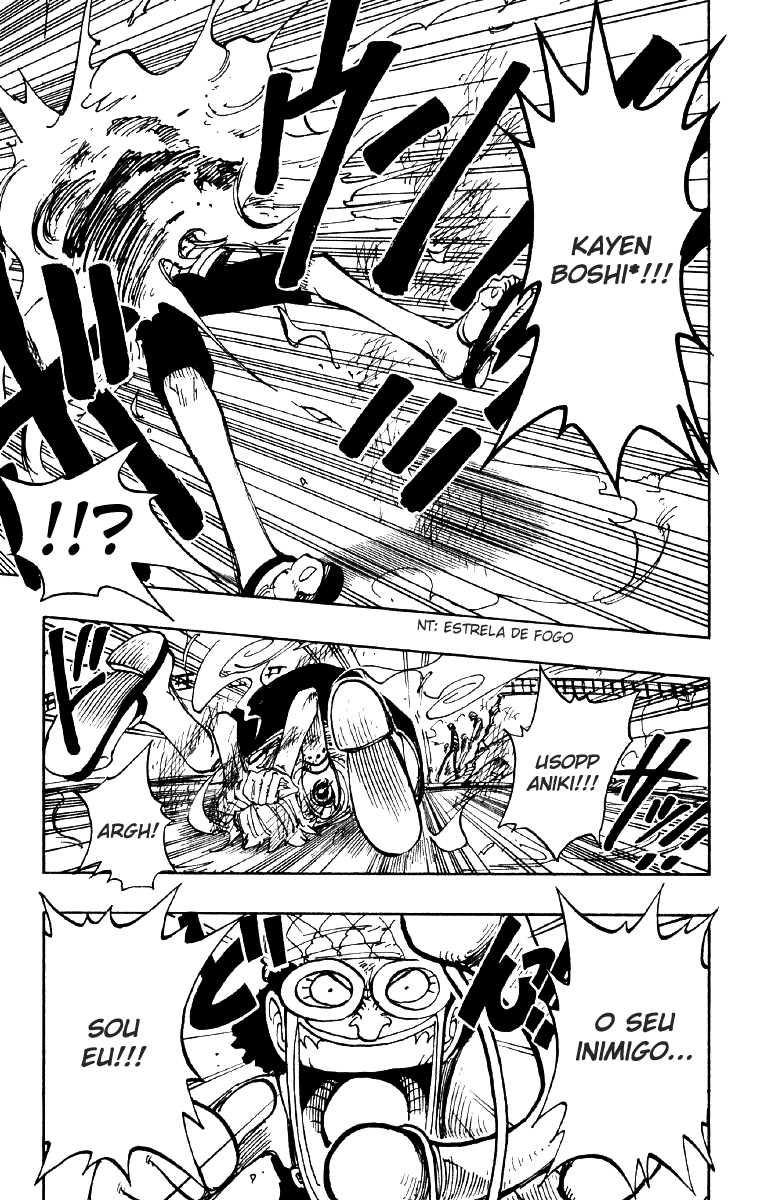 KAYEN
BOSHI*!!!
!!?
NT: ESTRELA DE FOGO
USOPP
ANIKI!!!
ARGH!
O SEU
INIMIGO...
SOU
EU!!!